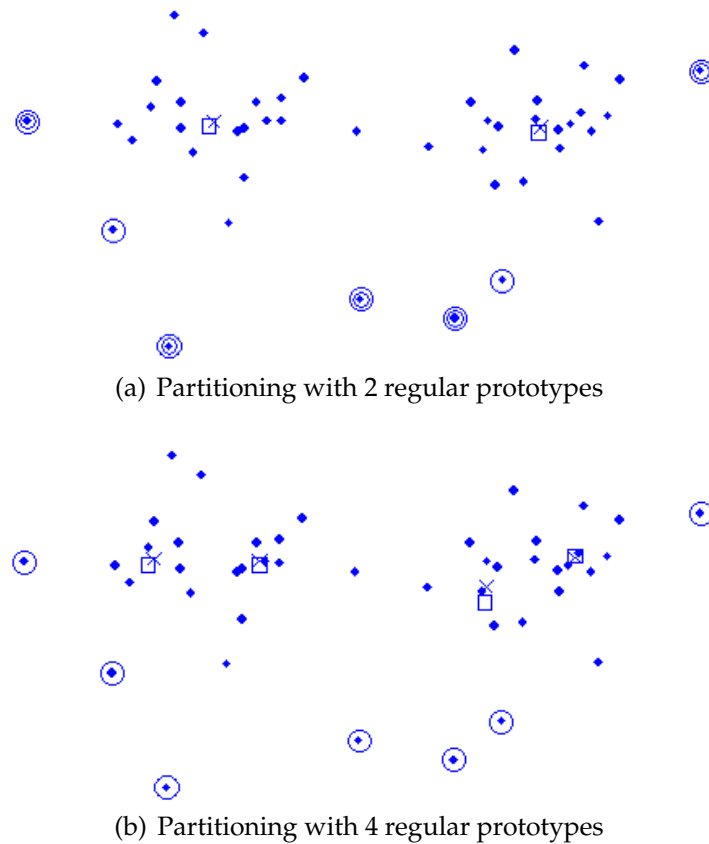 (a) Partitioning with 2 regular prototypes
(b) Partitioning with 4 regular prototypes